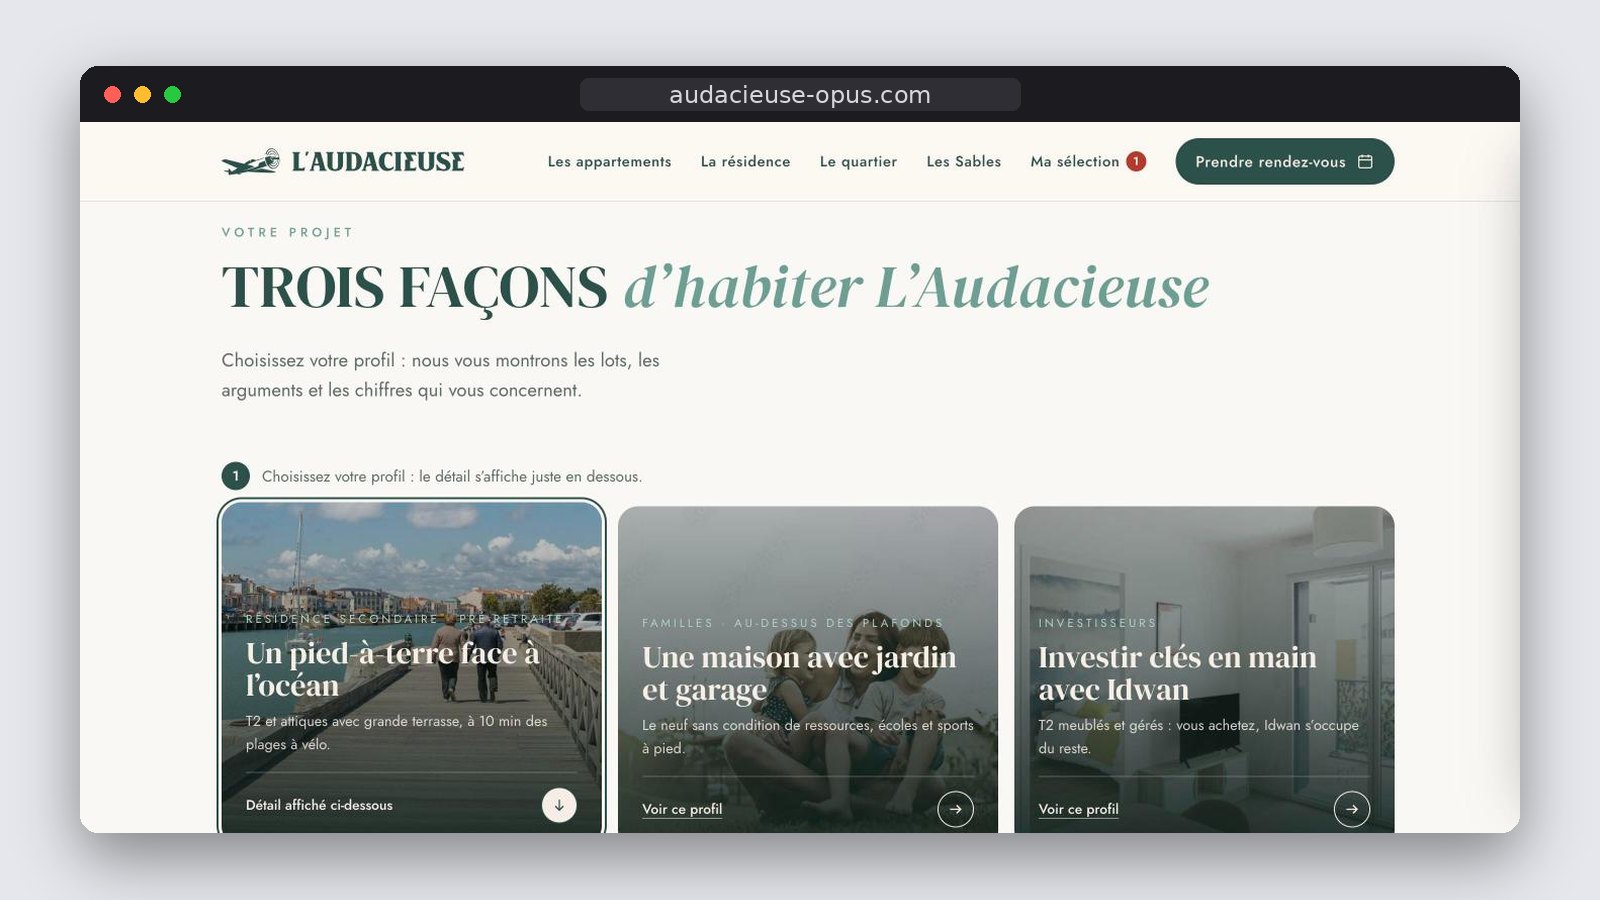 audacieuse-opus.com
L'AUDACIEUSE
Les appartements
La résidence
Le quartier
Les Sables
Ma sélection 1
Prendre rendez-vous
VOTRE PROJET
TROIS FAÇONS d’habiter L’Audacieuse
Choisissez votre profil : nous vous montrons les lots, les
arguments et les chiffres qui vous concernent.
1 Choisissez votre profil : le détail s’affiche juste en dessous.
RÉSIDENCE SECONDAIRE · PRÉ-RETRAITE
Un pied-à-terre face à
l’océan
T2 et attiques avec grande terrasse, à 10 min des
plages à vélo.
Détail affiché ci-dessous
FAMILLES · AU-DESSUS DES PLAFONDS
Une maison avec jardin
et garage
Le neuf sans condition de ressources, écoles et sports
à pied.
Voir ce profil
INVESTISSEURS
Investir clés en main
avec Idwan
T2 meublés et gérés : vous achetez, Idwan s’occupe
du reste.
Voir ce profil